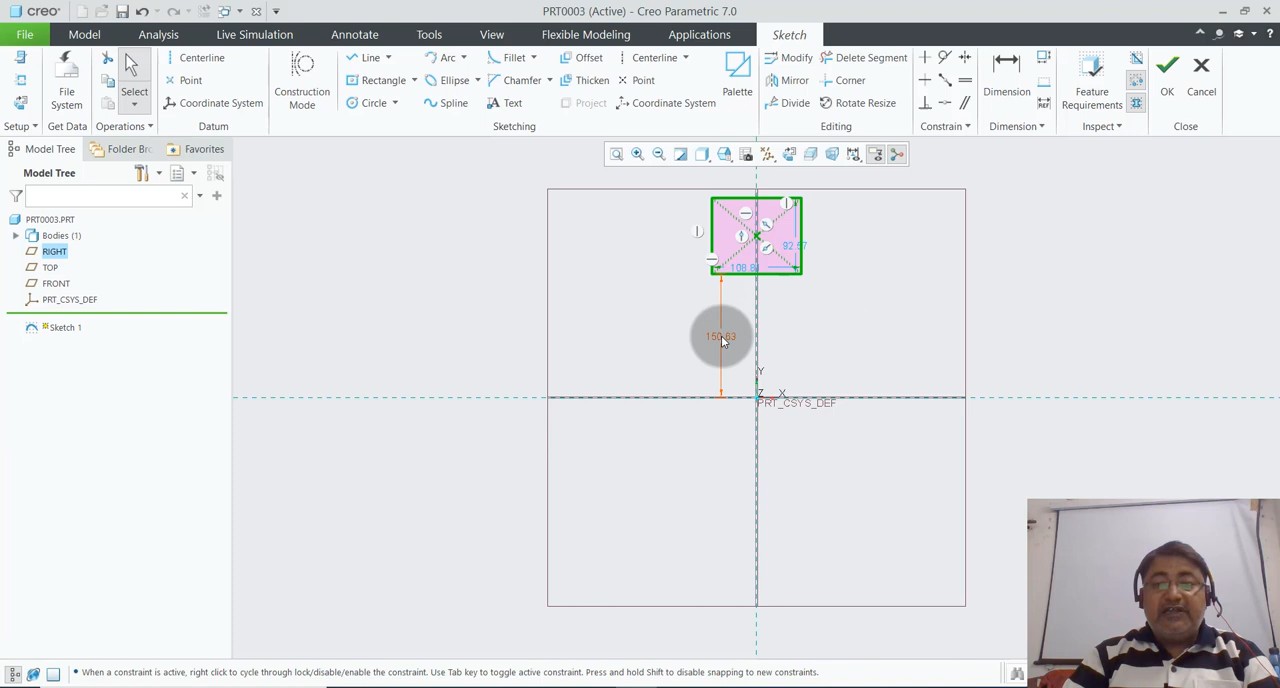 creo®
PRT0003 (Active) - Creo Parametric 7.0
File Model Analysis Live Simulation Annotate Tools View Flexible Modeling Applications Sketch
File System
Select
Centerline
Point
Coordinate System
Construction Mode
Line
Rectangle
Circle
Arc
Ellipse
Spline
Fillet
Chamfer
Text
Offset
Thicken
Project
Centerline
Point
Coordinate System
Palette
Modify
Mirror
Divide
Delete Segment
Corner
Rotate Resize
Dimension
Feature Requirements
OK
Cancel
Setup Get Data Operations Datum Sketching Editing Constrain Dimension Inspect Close
Model Tree Folder Br Favorites
Model Tree
PRT0003.PRT
Bodies (1)
RIGHT
TOP
FRONT
PRT_CSYS_DEF
Sketch 1
REF
Y
Z X
PRT_CSYS_DEF
• When a constraint is active, right click to cycle through lock/disable/enable the constraint. Use Tab key to toggle active constraint. Press and hold Shift to disable snapping to new constraints.